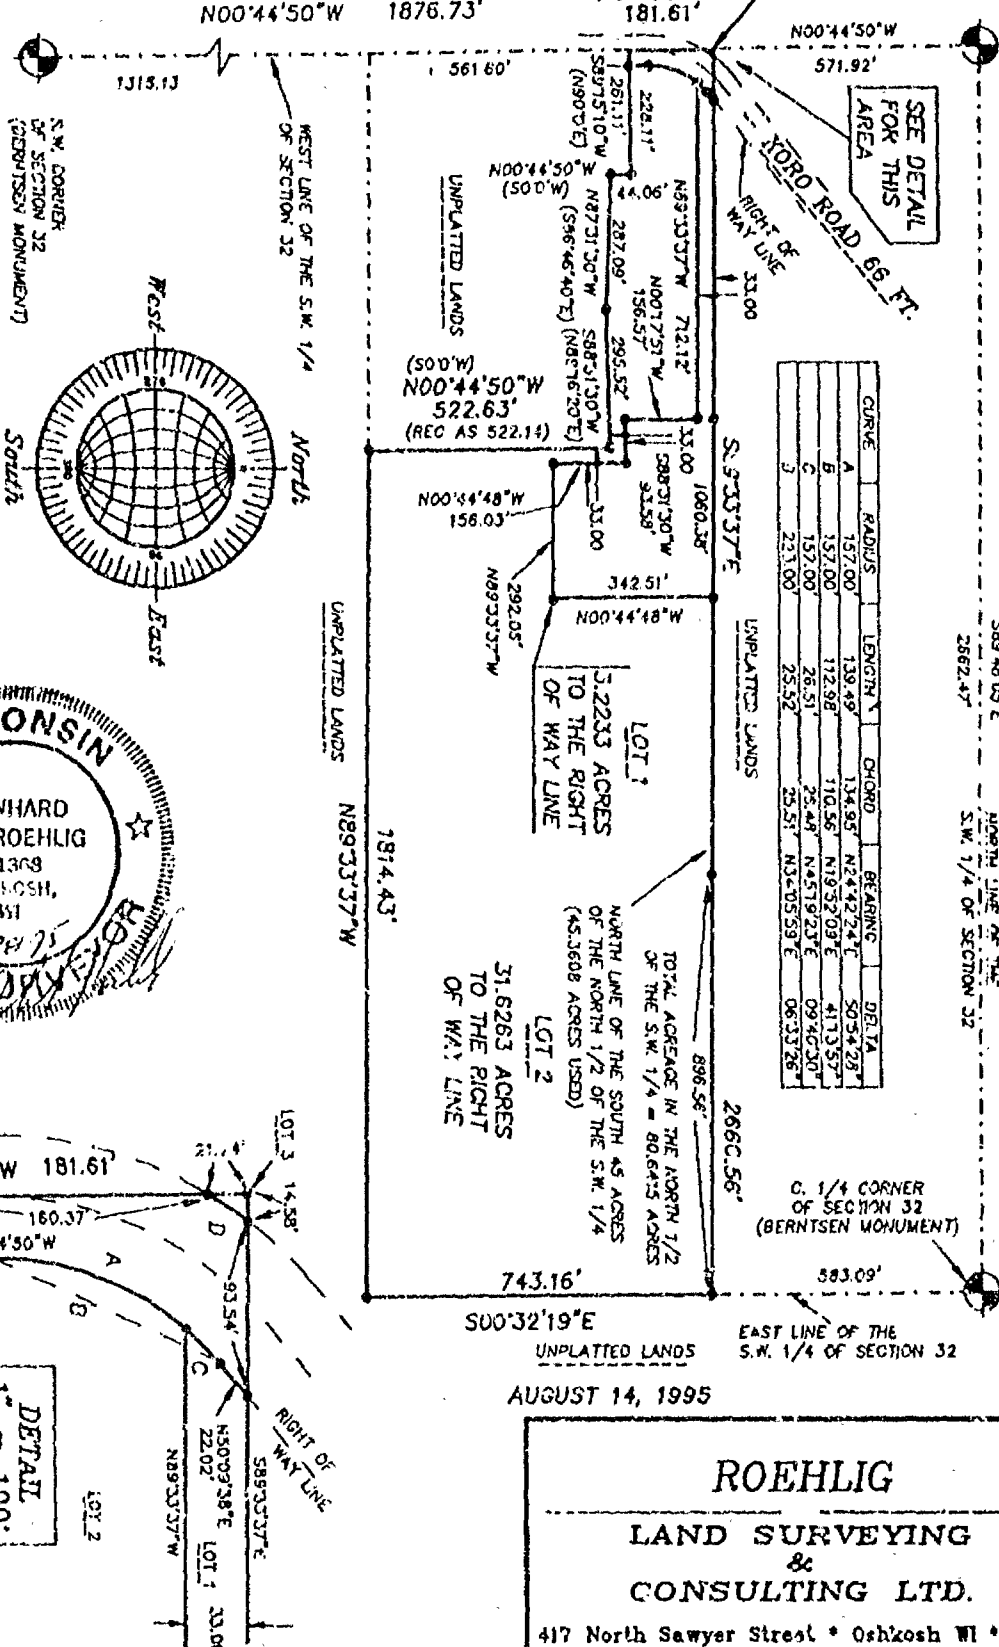 N00°44'50"W 1876.73'
181.61'
N00°44'50"W
1315.13
561.60'
571.92'
SEE DETAIL
FOR THIS
AREA
ROAD 66 FT.
RIGHT OF
WAY LINE
33.00
S.W. CORNER
OF SECTION 32
(BERNTSEN MONUMENT)
WEST LINE OF THE S.W. 1/4
OF SECTION 32
UNPLATTED LANDS
S89°15'10"W
(N90°0'E)
261.11'
228.11'
N00°44'50"W
(S0°0'W)
44.06'
N87°31'30"W
287.09'
295.52'
S88°31'30"W
N89°33'37"W 712.12'
N00°17'51"W
156.57'
(S0°0'W)
N00°44'50"W
522.63'
(REC AS 522.14)
33.00
S88°31'30"W
93.58'
1060.38'
S89°33'37"E
N00°44'48"W
156.03'
33.00
342.51'
N00°44'48"W
292.05'
N89°33'37"W
CURVE RADIUS LENGTH CHORD BEARING DELTA
A 157.00' 139.49' 134.95' N24°42'24"E 50°54'28"
B 157.00' 112.98' 110.56' N19°52'09"E 41°13'57"
C 157.00' 26.51' 25.48' N45°19'23"E 09°40'30"
D 223.00' 25.52' 25.51' N34°05'59"E 06°33'26"
2662.47'
NORTH LINE OF THE
S.W. 1/4 OF SECTION 32
West
North
South
East
UNPLATTED LANDS
UNPLATTED LANDS
LOT 1
5.2233 ACRES
TO THE RIGHT
OF WAY LINE
1814.43'
N89°33'37"W
NORTH LINE OF THE SOUTH 45 ACRES
OF THE NORTH 1/2 OF THE S.W. 1/4
(45.3608 ACRES USED)
TOTAL ACREAGE IN THE NORTH 1/2
OF THE S.W. 1/4 = 80.6475 ACRES
LOT 2
31.6263 ACRES
TO THE RIGHT
OF WAY LINE
896.56'
2660.56'
ONSIN
ROEHLIG
1368
C. 1/4 CORNER
OF SECTION 32
(BERNTSEN MONUMENT)
743.16'
583.09'
S00°32'19"E
EAST LINE OF THE
S.W. 1/4 OF SECTION 32
UNPLATTED LANDS
AUGUST 14, 1995
LOT 3
14.58'
W 181.61'
160.37'
4'50"W
A
B
C
D
93.54'
RIGHT OF
WAY LINE
N50°09'38"E
22.02'
S89°33'37"E
N89°33'37"W
LOT 1
LOT 2
DETAIL
1" = 100'
ROEHLIG
LAND SURVEYING
&
CONSULTING LTD.
417 North Sawyer Street * Oshkosh WI *